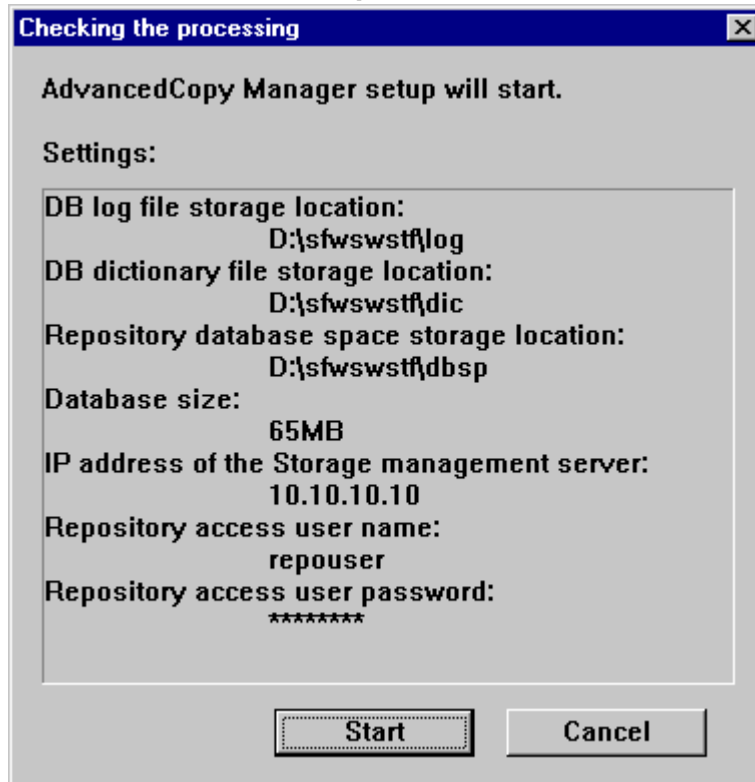 Checking the processing
AdvancedCopy Manager setup will start.
Settings:
DB log file storage location:
D:\sfwswstf\log
DB dictionary file storage location:
D:\sfwswstf\dic
Repository database space storage location:
D:\sfwswstf\dbsp
Database size:
65MB
IP address of the Storage management server:
10.10.10.10
Repository access user name:
repouser
Repository access user password:
********
Start Cancel